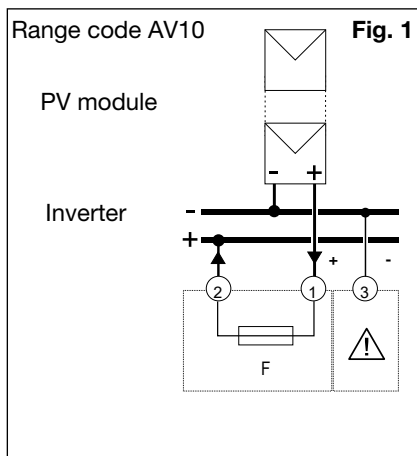 Range code AV10 Fig. 1
PV module
- +
Inverter -
+
+ -
2 1 3
F
!